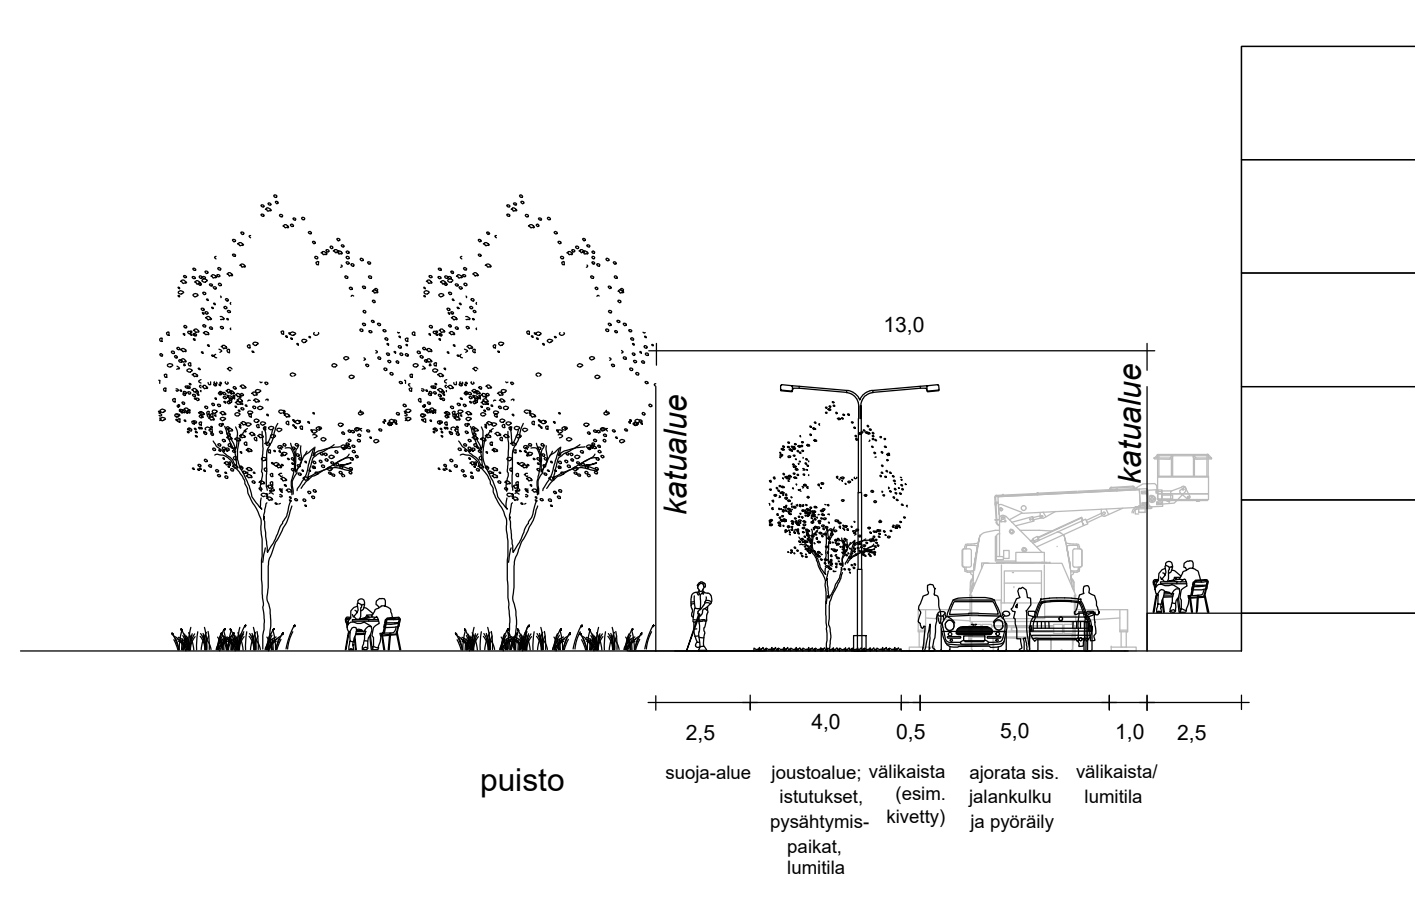 13,0
katualue
katualue
2,5
4,0
0,5
5,0
1,0
2,5
puisto
suoja-alue
joustoalue;
istutukset,
pysähtymis-
paikat,
lumitila
välikaista
(esim.
kivetty)
ajorata sis.
jalankulku
ja pyöräily
välikaista/
lumitila